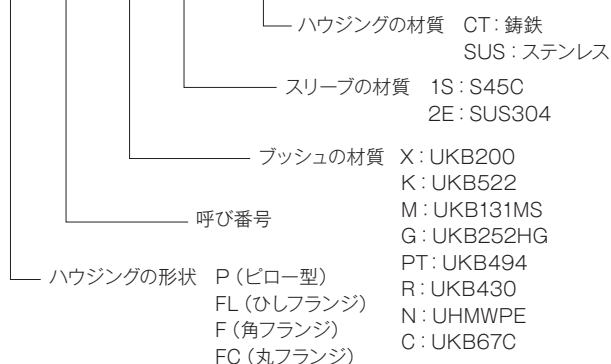 ハウジングの材質 CT：鋳鉄
SUS：ステンレス
スリーブの材質 1S：S45C
2E：SUS304
ブッシュの材質 X：UKB200
K：UKB522
M：UKB131MS
G：UKB252HG
PT：UKB494
R：UKB430
N：UHMWPE
C：UKB67C
呼び番号
ハウジングの形状 P（ピロー型）
FL（ひしフランジ）
F（角フランジ）
FC（丸フランジ）